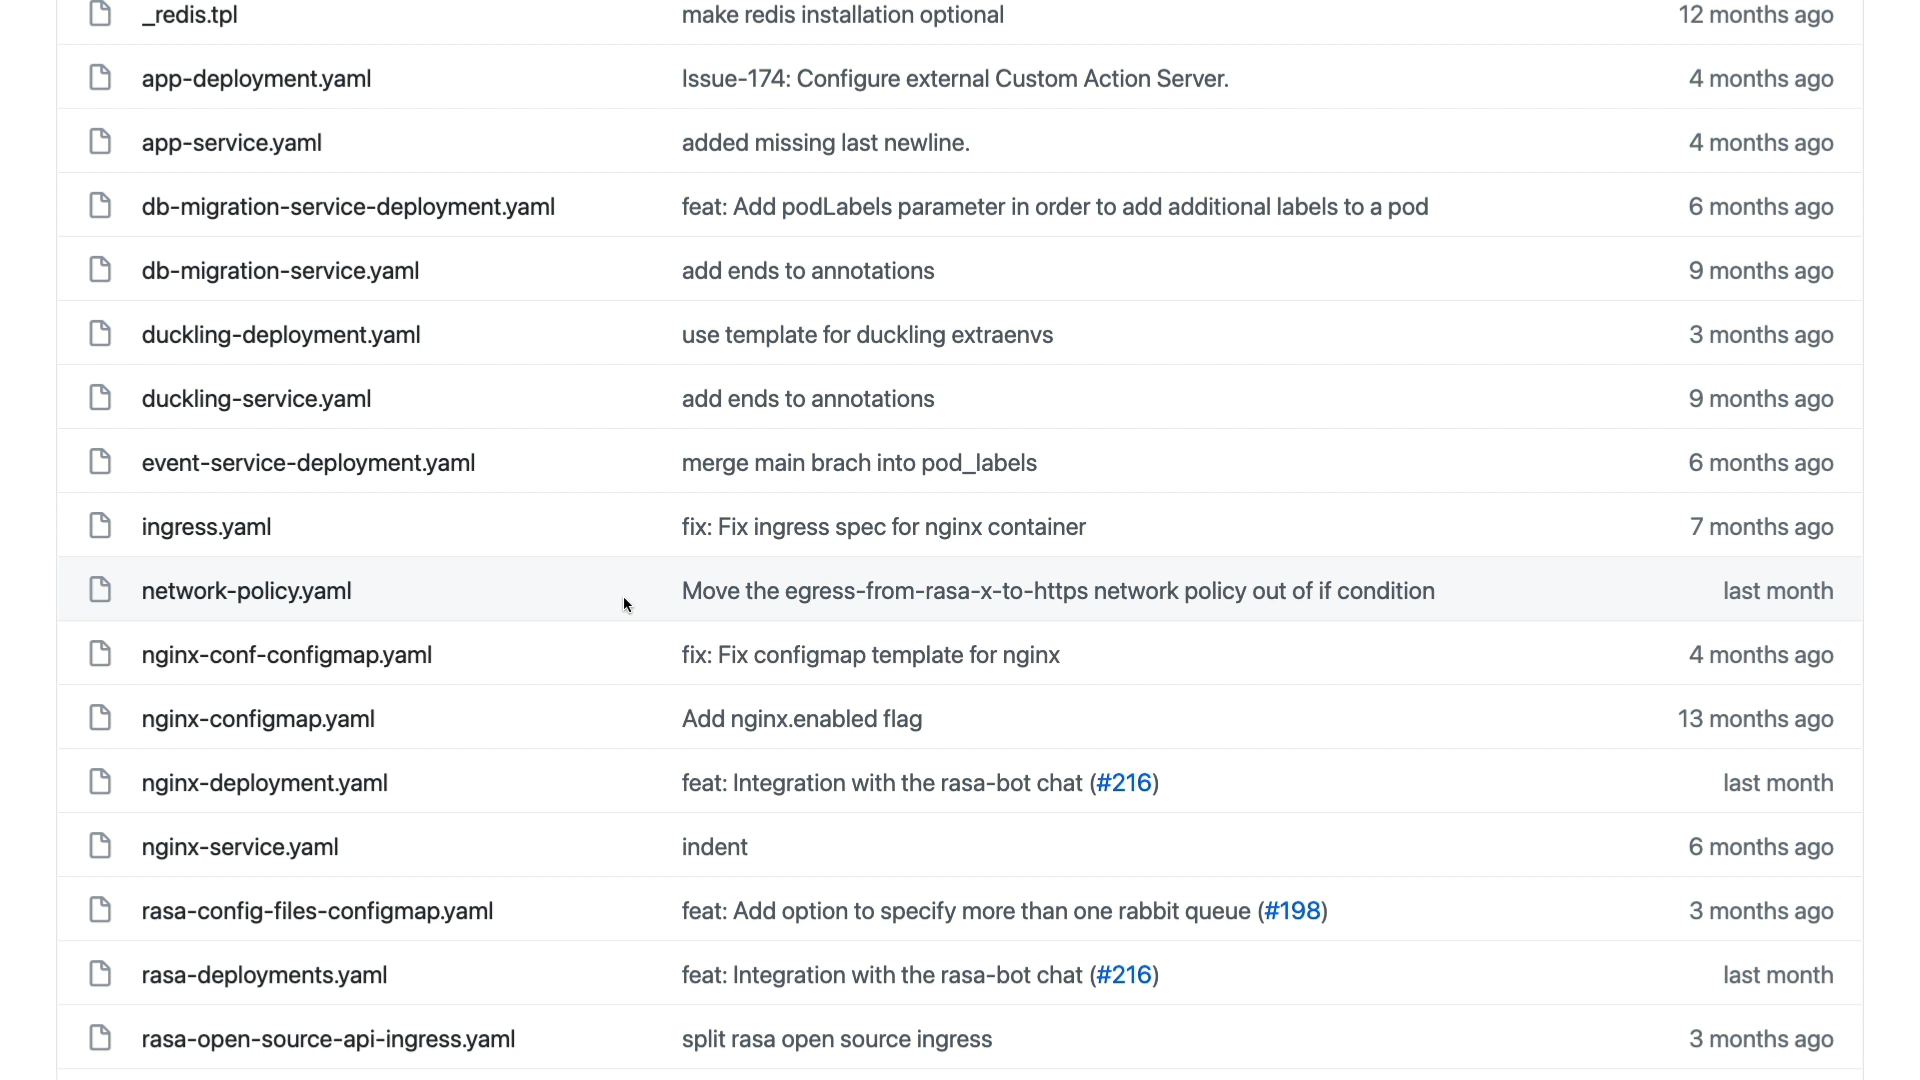 _redis.tpl make redis installation optional 12 months ago
app-deployment.yaml Issue-174: Configure external Custom Action Server. 4 months ago
app-service.yaml added missing last newline. 4 months ago
db-migration-service-deployment.yaml feat: Add podLabels parameter in order to add additional labels to a pod 6 months ago
db-migration-service.yaml add ends to annotations 9 months ago
duckling-deployment.yaml use template for duckling extraenvs 3 months ago
duckling-service.yaml add ends to annotations 9 months ago
event-service-deployment.yaml merge main brach into pod_labels 6 months ago
ingress.yaml fix: Fix ingress spec for nginx container 7 months ago
network-policy.yaml Move the egress-from-rasa-x-to-https network policy out of if condition last month
nginx-conf-configmap.yaml fix: Fix configmap template for nginx 4 months ago
nginx-configmap.yaml Add nginx.enabled flag 13 months ago
nginx-deployment.yaml feat: Integration with the rasa-bot chat (#216) last month
nginx-service.yaml indent 6 months ago
rasa-config-files-configmap.yaml feat: Add option to specify more than one rabbit queue (#198) 3 months ago
rasa-deployments.yaml feat: Integration with the rasa-bot chat (#216) last month
rasa-open-source-api-ingress.yaml split rasa open source ingress 3 months ago